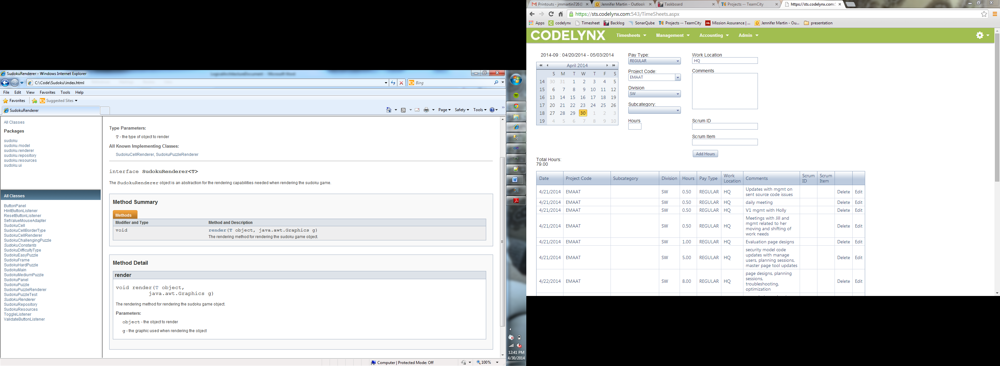 SudokuRenderer - Windows Internet Explorer
C:\Code\Sudoku\index.html
Bing
File Edit View Favorites Tools Help
Favorites Suggested Sites
SudokuRenderer
Page Safety Tools
All Classes
Packages
sudoku
sudoku.model
sudoku.renderer
sudoku.repository
sudoku.resources
sudoku.ui
All Classes
ButtonPanel
HintButtonListener
ResetButtonListener
SetValueMouseAdapter
SudokuCell
SudokuCellBorderType
SudokuCellRenderer
SudokuChallengingPuzzle
SudokuConstants
SudokuDifficultyType
SudokuEasyPuzzle
SudokuFrame
SudokuHardPuzzle
SudokuMain
SudokuMediumPuzzle
SudokuPanel
SudokuPuzzle
SudokuPuzzleRenderer
SudokuPuzzleTest
SudokuRenderer
SudokuRepository
SudokuResources
ToggleListener
ValidateButtonListener
Type Parameters:
T - the type of object to render
All Known Implementing Classes:
SudokuCellRenderer, SudokuPuzzleRenderer
interface SudokuRenderer<T>
The SudokuRenderer object is an abstraction for the rendering capabilities needed when rendering the sudoku game.
Method Summary
Methods
Modifier and Type Method and Description
void render(T object, java.awt.Graphics g)
The rendering method for rendering the sudoku game object.
Method Detail
render
void render(T object,
java.awt.Graphics g)
The rendering method for rendering the sudoku game object.
Parameters:
object - the object to render
g - the graphic used when rendering the object
Computer | Protected Mode: Off
100%
12:41 PM
4/30/2014
Printouts - jmmartin726@
Jennifer Martin - Outlook
Taskboard
Projects -- TeamCity
https://sts.codelynx.com:
https://sts.codelynx.com:543/TimeSheets.aspx
Apps codelynx Timesheet Backlog SonarQube Projects -- TeamCity Mission Assurance | ... Jennifer Martin - Ou... presentation
CODELYNX Timesheets Management Accounting Admin
2014-09 : 04/20/2014 - 05/03/2014
April 2014
S M T W T F S
14 30 31 1 2 3 4 5
15 6 7 8 9 10 11 12
16 13 14 15 16 17 18 19
17 20 21 22 23 24 25 26
18 27 28 29 30 1 2 3
19 4 5 6 7 8 9 10
Pay Type:
REGULAR
Project Code:
EMAAT
Division
SW
Subcategory:
Hours
Work Location
HQ
Comments
Scrum ID
Scrum Item
Add Hours
Total Hours:
79.00
Date Project Code Subcategory Division Hours Pay Type Work Location Comments Scrum ID Scrum Item
4/21/2014 EMAAT SW 0.50 REGULAR HQ Updates with mgmt on sent source code issues Delete Edit
4/21/2014 EMAAT SW 0.50 REGULAR HQ daily meeting Delete Edit
4/21/2014 EMAAT SW 0.50 REGULAR HQ V1 mgmt with Holly Delete Edit
4/21/2014 EMAAT SW 0.50 REGULAR HQ Meetings with Jill and mgmt related to her moving and shifting of work needs Delete Edit
4/21/2014 EMAAT SW 1.00 REGULAR HQ Evaluation page designs Delete Edit
4/21/2014 EMAAT SW 5.00 REGULAR HQ security model code updates with manage users, planning sessions, master page tool updates Delete Edit
4/22/2014 EMAAT SW 8.00 REGULAR HQ page designs, planning sessions, troubleshooting, optimization Delete Edit